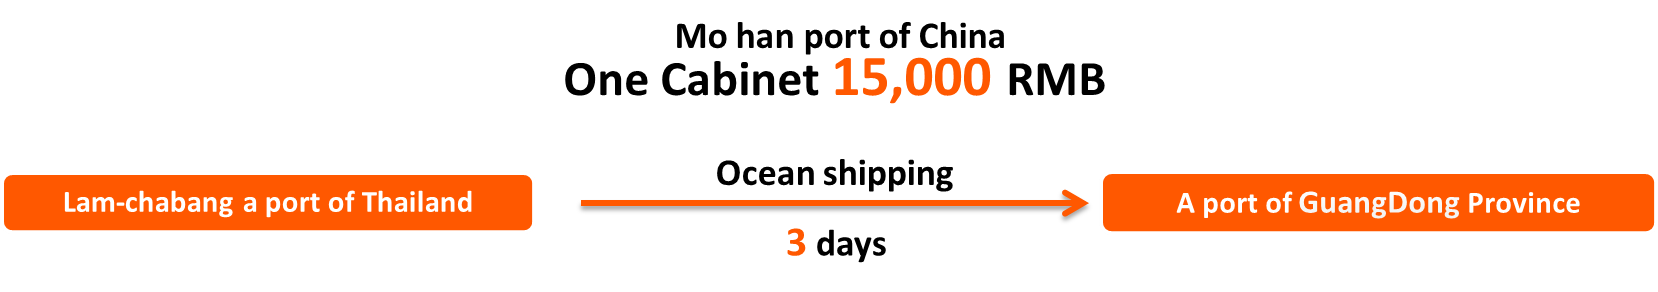 Mo han port of China
One Cabinet 15,000 RMB
Ocean shipping
Lam-chabang a port of Thailand
A port of GuangDong Province
3 days